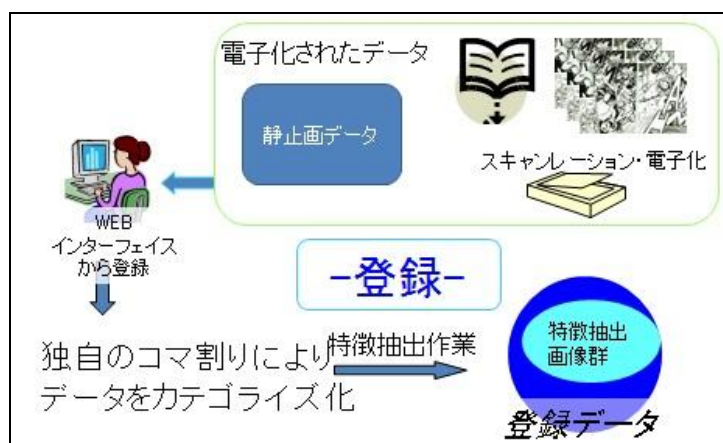 電子化されたデータ
静止画データ
スキャンレーション・電子化
WEB
インターフェイス
から登録
-登録-
独自のコマ割りにより
データをカテゴライズ化
特徴抽出作業
特徴抽出
画像群
登録データ